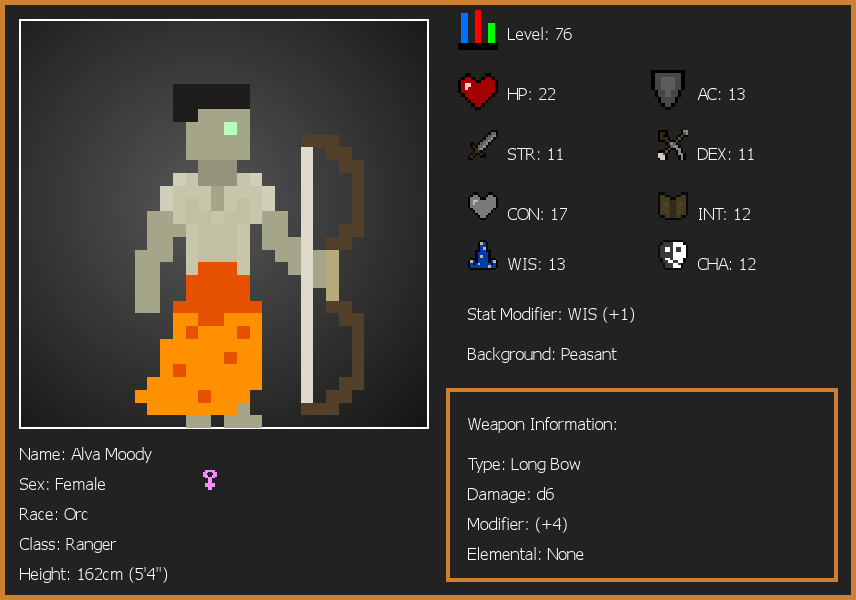 Level: 76
HP: 22
AC: 13
STR: 11
DEX: 11
CON: 17
INT: 12
WIS: 13
CHA: 12
Stat Modifier: WIS (+1)
Background: Peasant
Weapon Information:
Type: Long Bow
Damage: d6
Modifier: (+4)
Elemental: None
Name: Alva Moody
Sex: Female
Race: Orc
Class: Ranger
Height: 162cm (5'4")